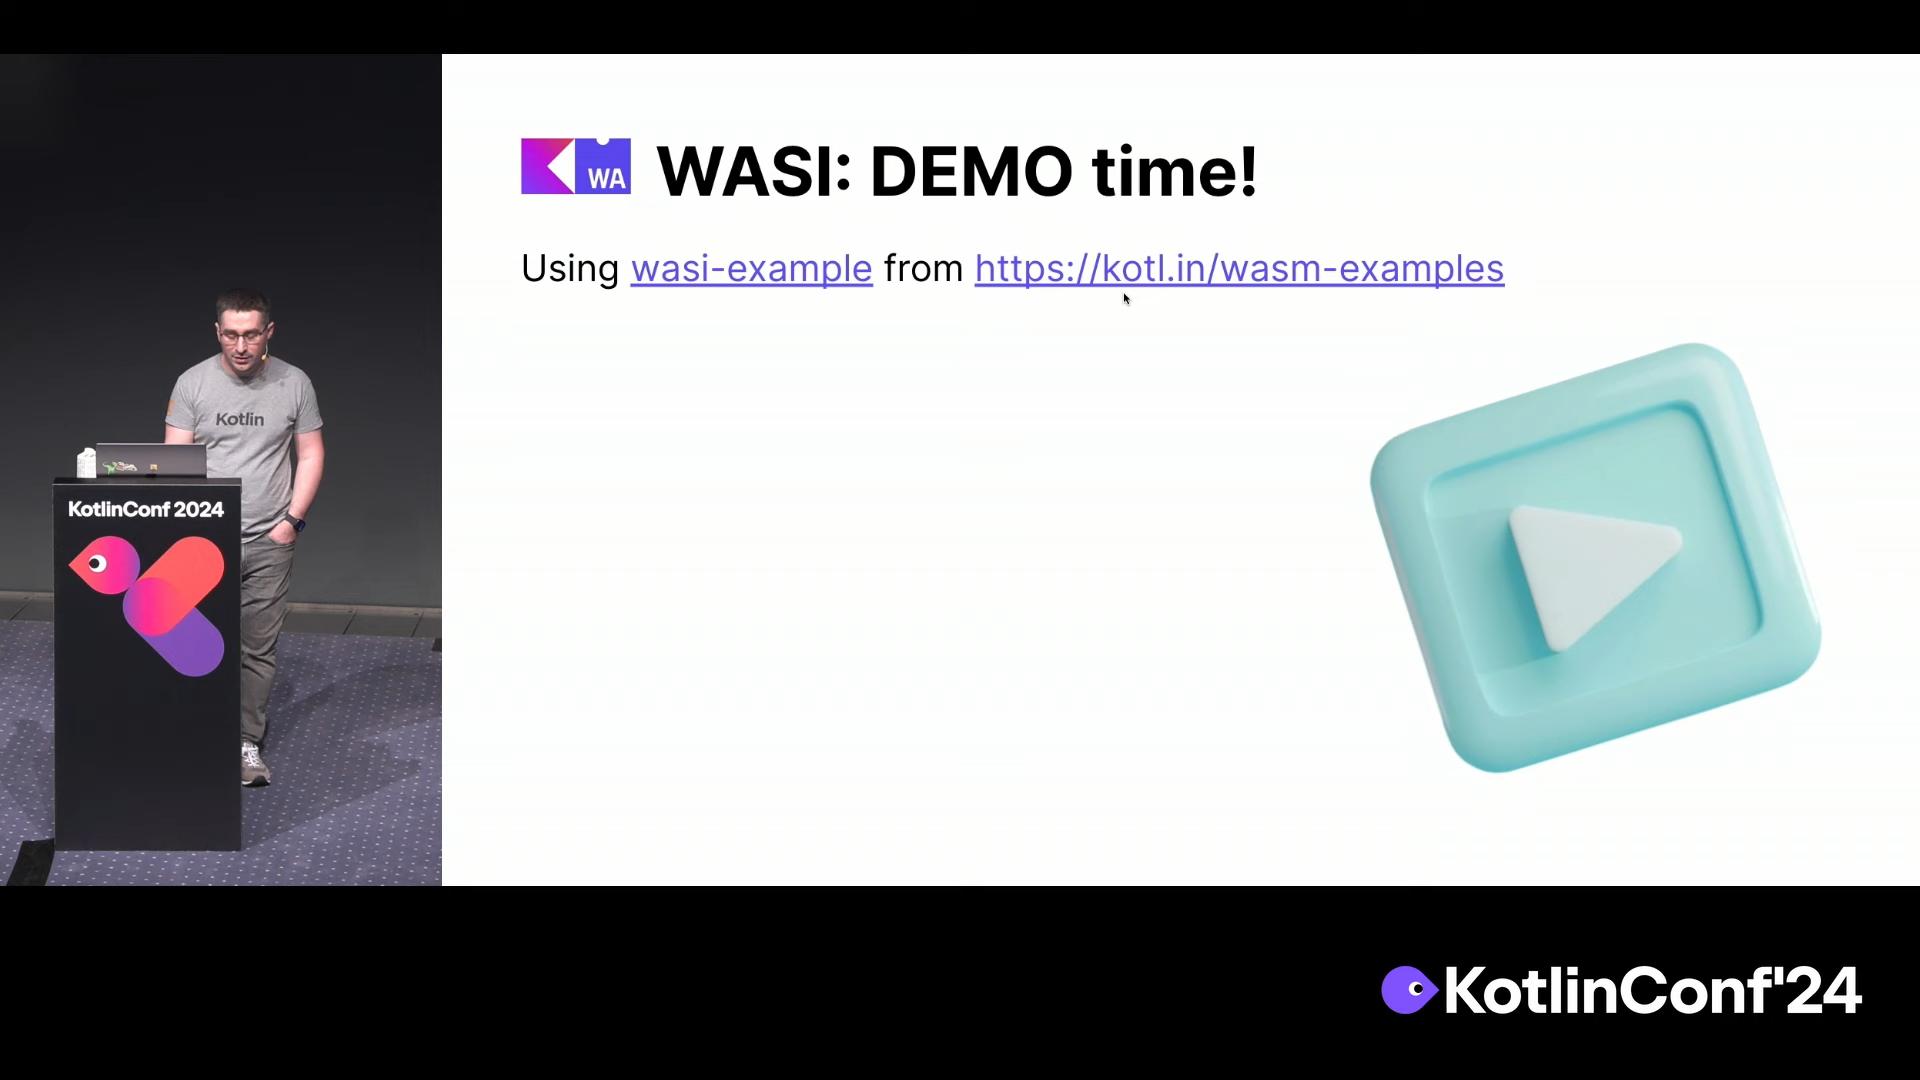 WA
WASI: DEMO time!
Using wasi-example from https://kotl.in/wasm-examples
Kotlin
KotlinConf 2024
KotlinConf'24